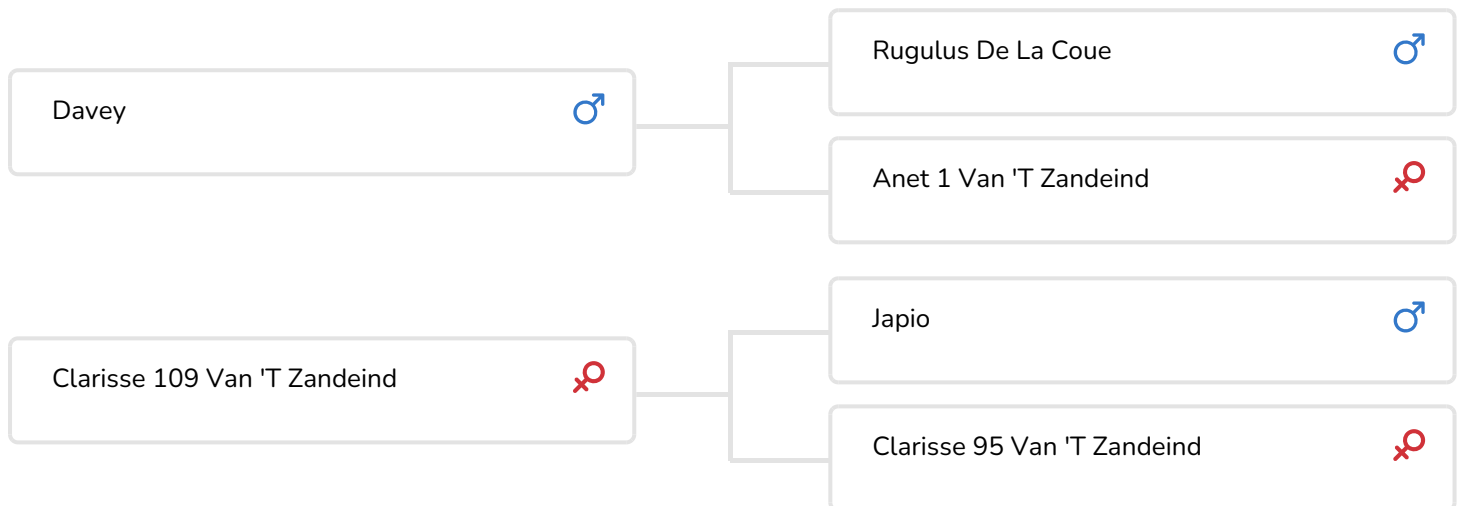 Rugulus De La Coue
Davey
Anet 1 Van 'T Zandeind
Japio
Clarisse 109 Van 'T Zandeind
Clarisse 95 Van 'T Zandeind